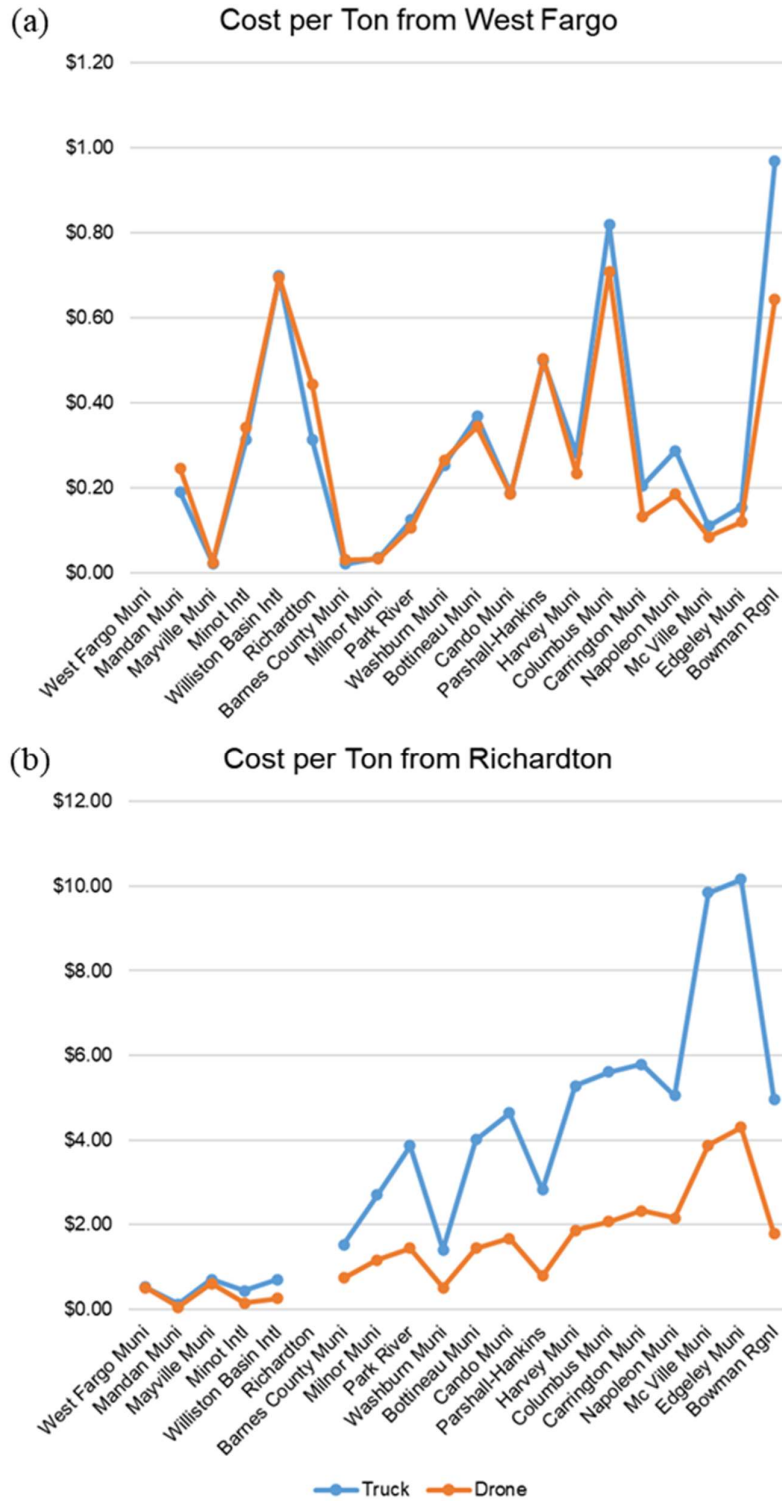 (a) Cost per Ton from West Fargo
$1.20
$1.00
$0.80
$0.60
$0.40
$0.20
$0.00
West Fargo Muni
Mandan Muni
Mayville Muni
Minot Intl
Williston Basin Intl
Richardton
Barnes County Muni
Milnor Muni
Park River
Washburn Muni
Bottineau Muni
Cando Muni
Parshall-Hankins
Harvey Muni
Columbus Muni
Carrington Muni
Napoleon Muni
Mc Ville Muni
Edgeley Muni
Bowman Rgnl
(b) Cost per Ton from Richardton
$12.00
$10.00
$8.00
$6.00
$4.00
$2.00
$0.00
West Fargo Muni
Mandan Muni
Mayville Muni
Minot Intl
Williston Basin Intl
Richardton
Barnes County Muni
Milnor Muni
Park River
Washburn Muni
Bottineau Muni
Cando Muni
Parshall-Hankins
Harvey Muni
Columbus Muni
Carrington Muni
Napoleon Muni
Mc Ville Muni
Edgeley Muni
Bowman Rgnl
Truck Drone